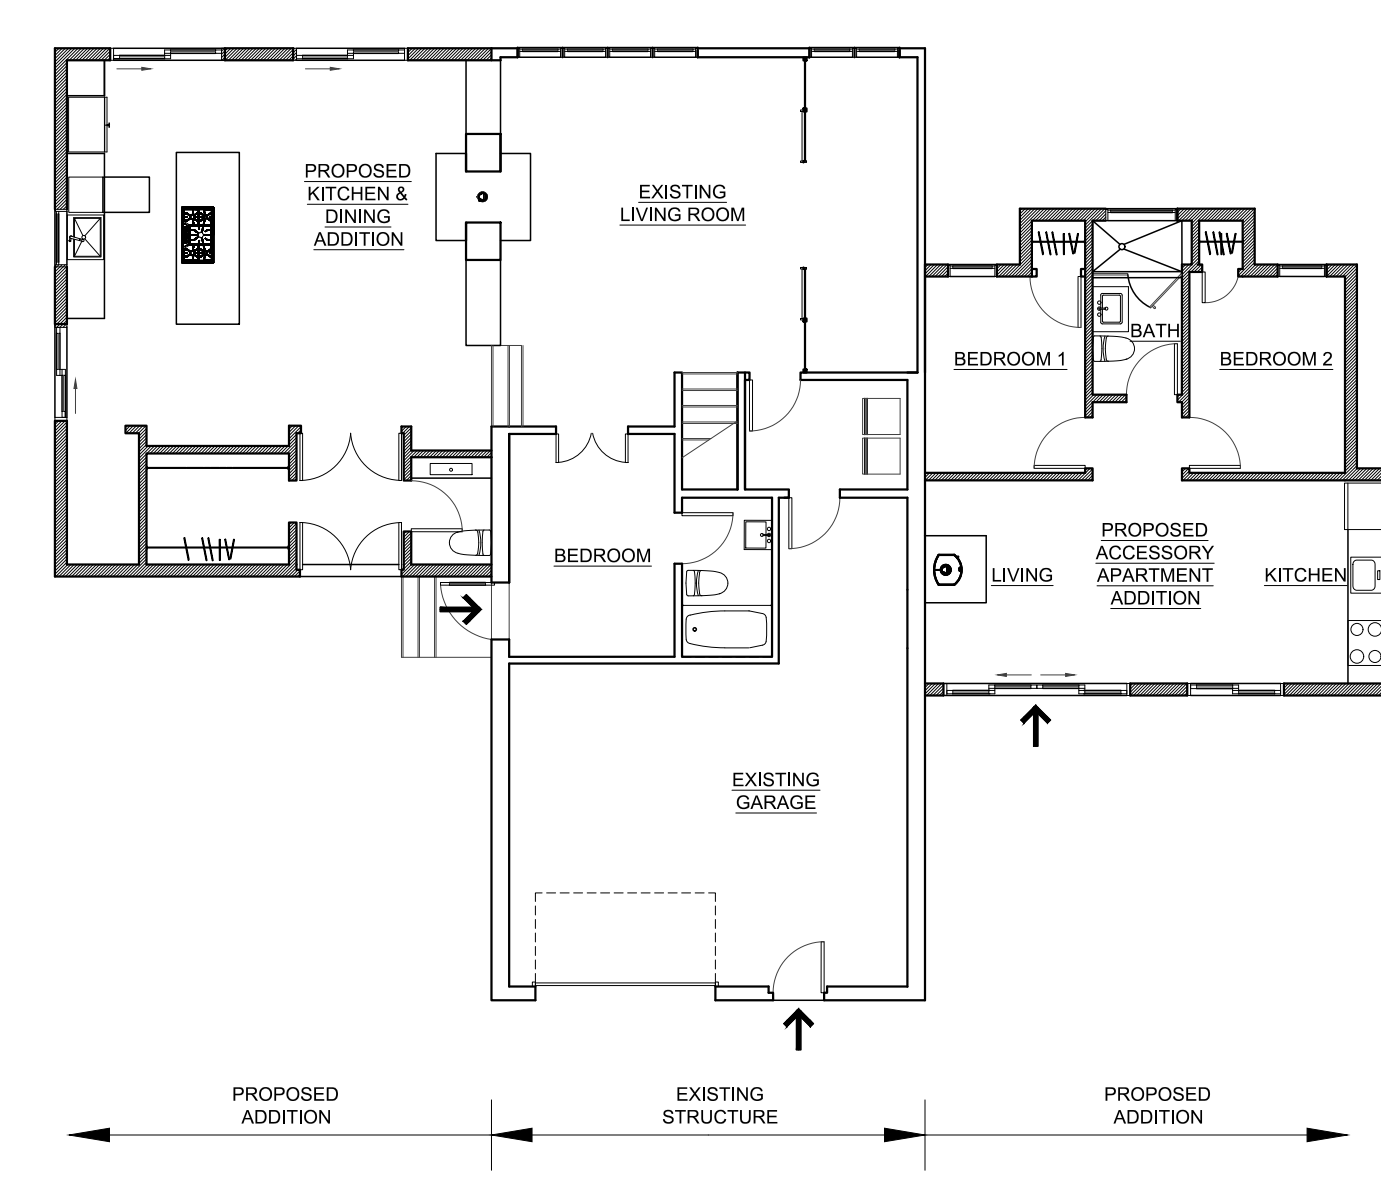 PROPOSED
KITCHEN &
DINING
ADDITION
EXISTING
LIVING ROOM
BEDROOM 1
BATH
BEDROOM 2
BEDROOM
LIVING
PROPOSED
ACCESSORY
APARTMENT
ADDITION
KITCHEN
EXISTING
GARAGE
PROPOSED
ADDITION
EXISTING
STRUCTURE
PROPOSED
ADDITION